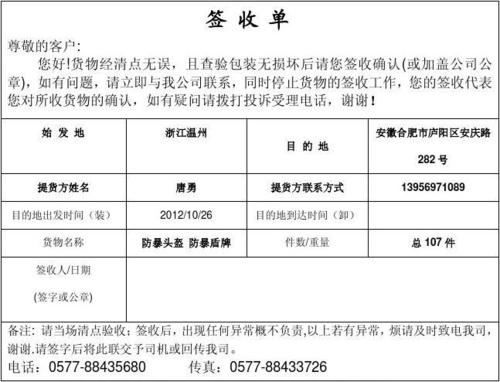 签收单
尊敬的客户:
您好!货物经清点无误，且查验包装无损坏后请您签收确认(或加盖公司公
章)，如有问题，请立即与我公司联系，同时停止货物的签收工作，您的签收代表
您对所收货物的确认，如有疑问请拨打投诉受理电话，谢谢！
始 发 地 浙江温州 目 的 地 安徽合肥市庐阳区安庆路
282 号
提货方姓名 唐勇 提货方联系方式 13956971089
目的地出发时间（装） 2012/10/26 目的地到达时间（卸）
货物名称 防暴头盔 防暴盾牌 件数/重量 总 107 件
签收人/日期
(签字或公章)
备注: 请当场清点验收；签收后，出现任何异常概不负责,以上若有异常，烦请及时致电我司，
谢谢.请签字后将此联交予司机或回传我司。
电话：0577-88435680 传真：0577-88433726